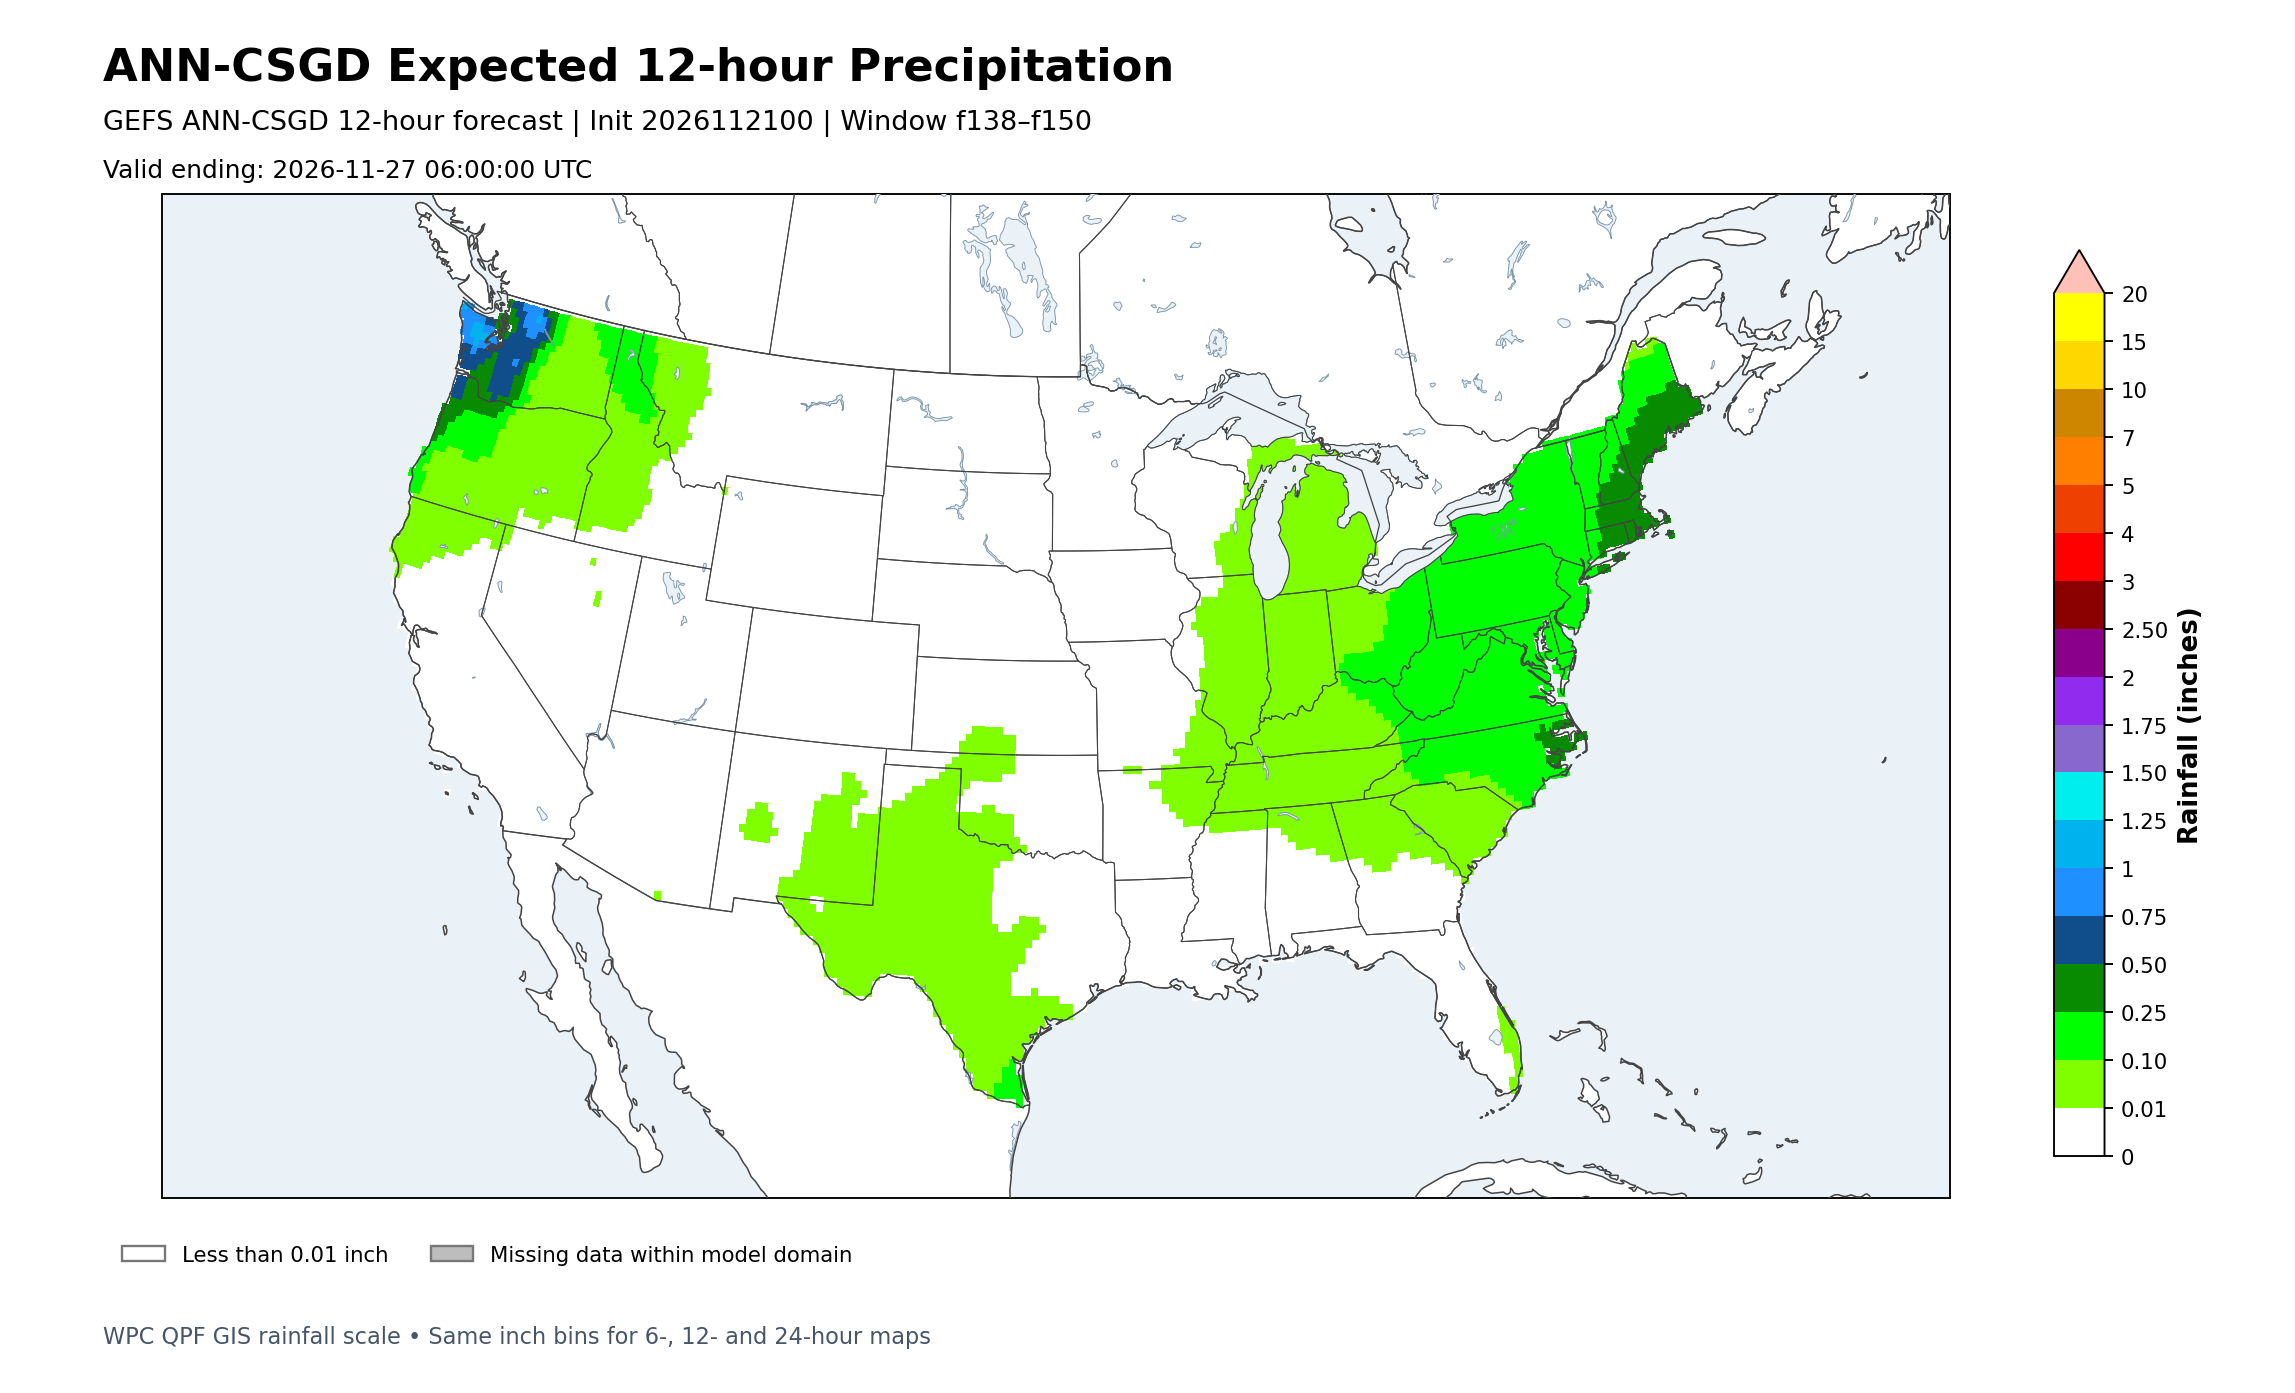 ANN-CSGD Expected 12-hour Precipitation
GEFS ANN-CSGD 12-hour forecast | Init 2026112100 | Window f138–f150
Valid ending: 2026-11-27 06:00:00 UTC
20
15
10
7
5
4
3
2.50
2
1.75
1.50
1.25
1
0.75
0.50
0.25
0.10
0.01
0
Rainfall (inches)
Less than 0.01 inch
Missing data within model domain
WPC QPF GIS rainfall scale • Same inch bins for 6-, 12- and 24-hour maps